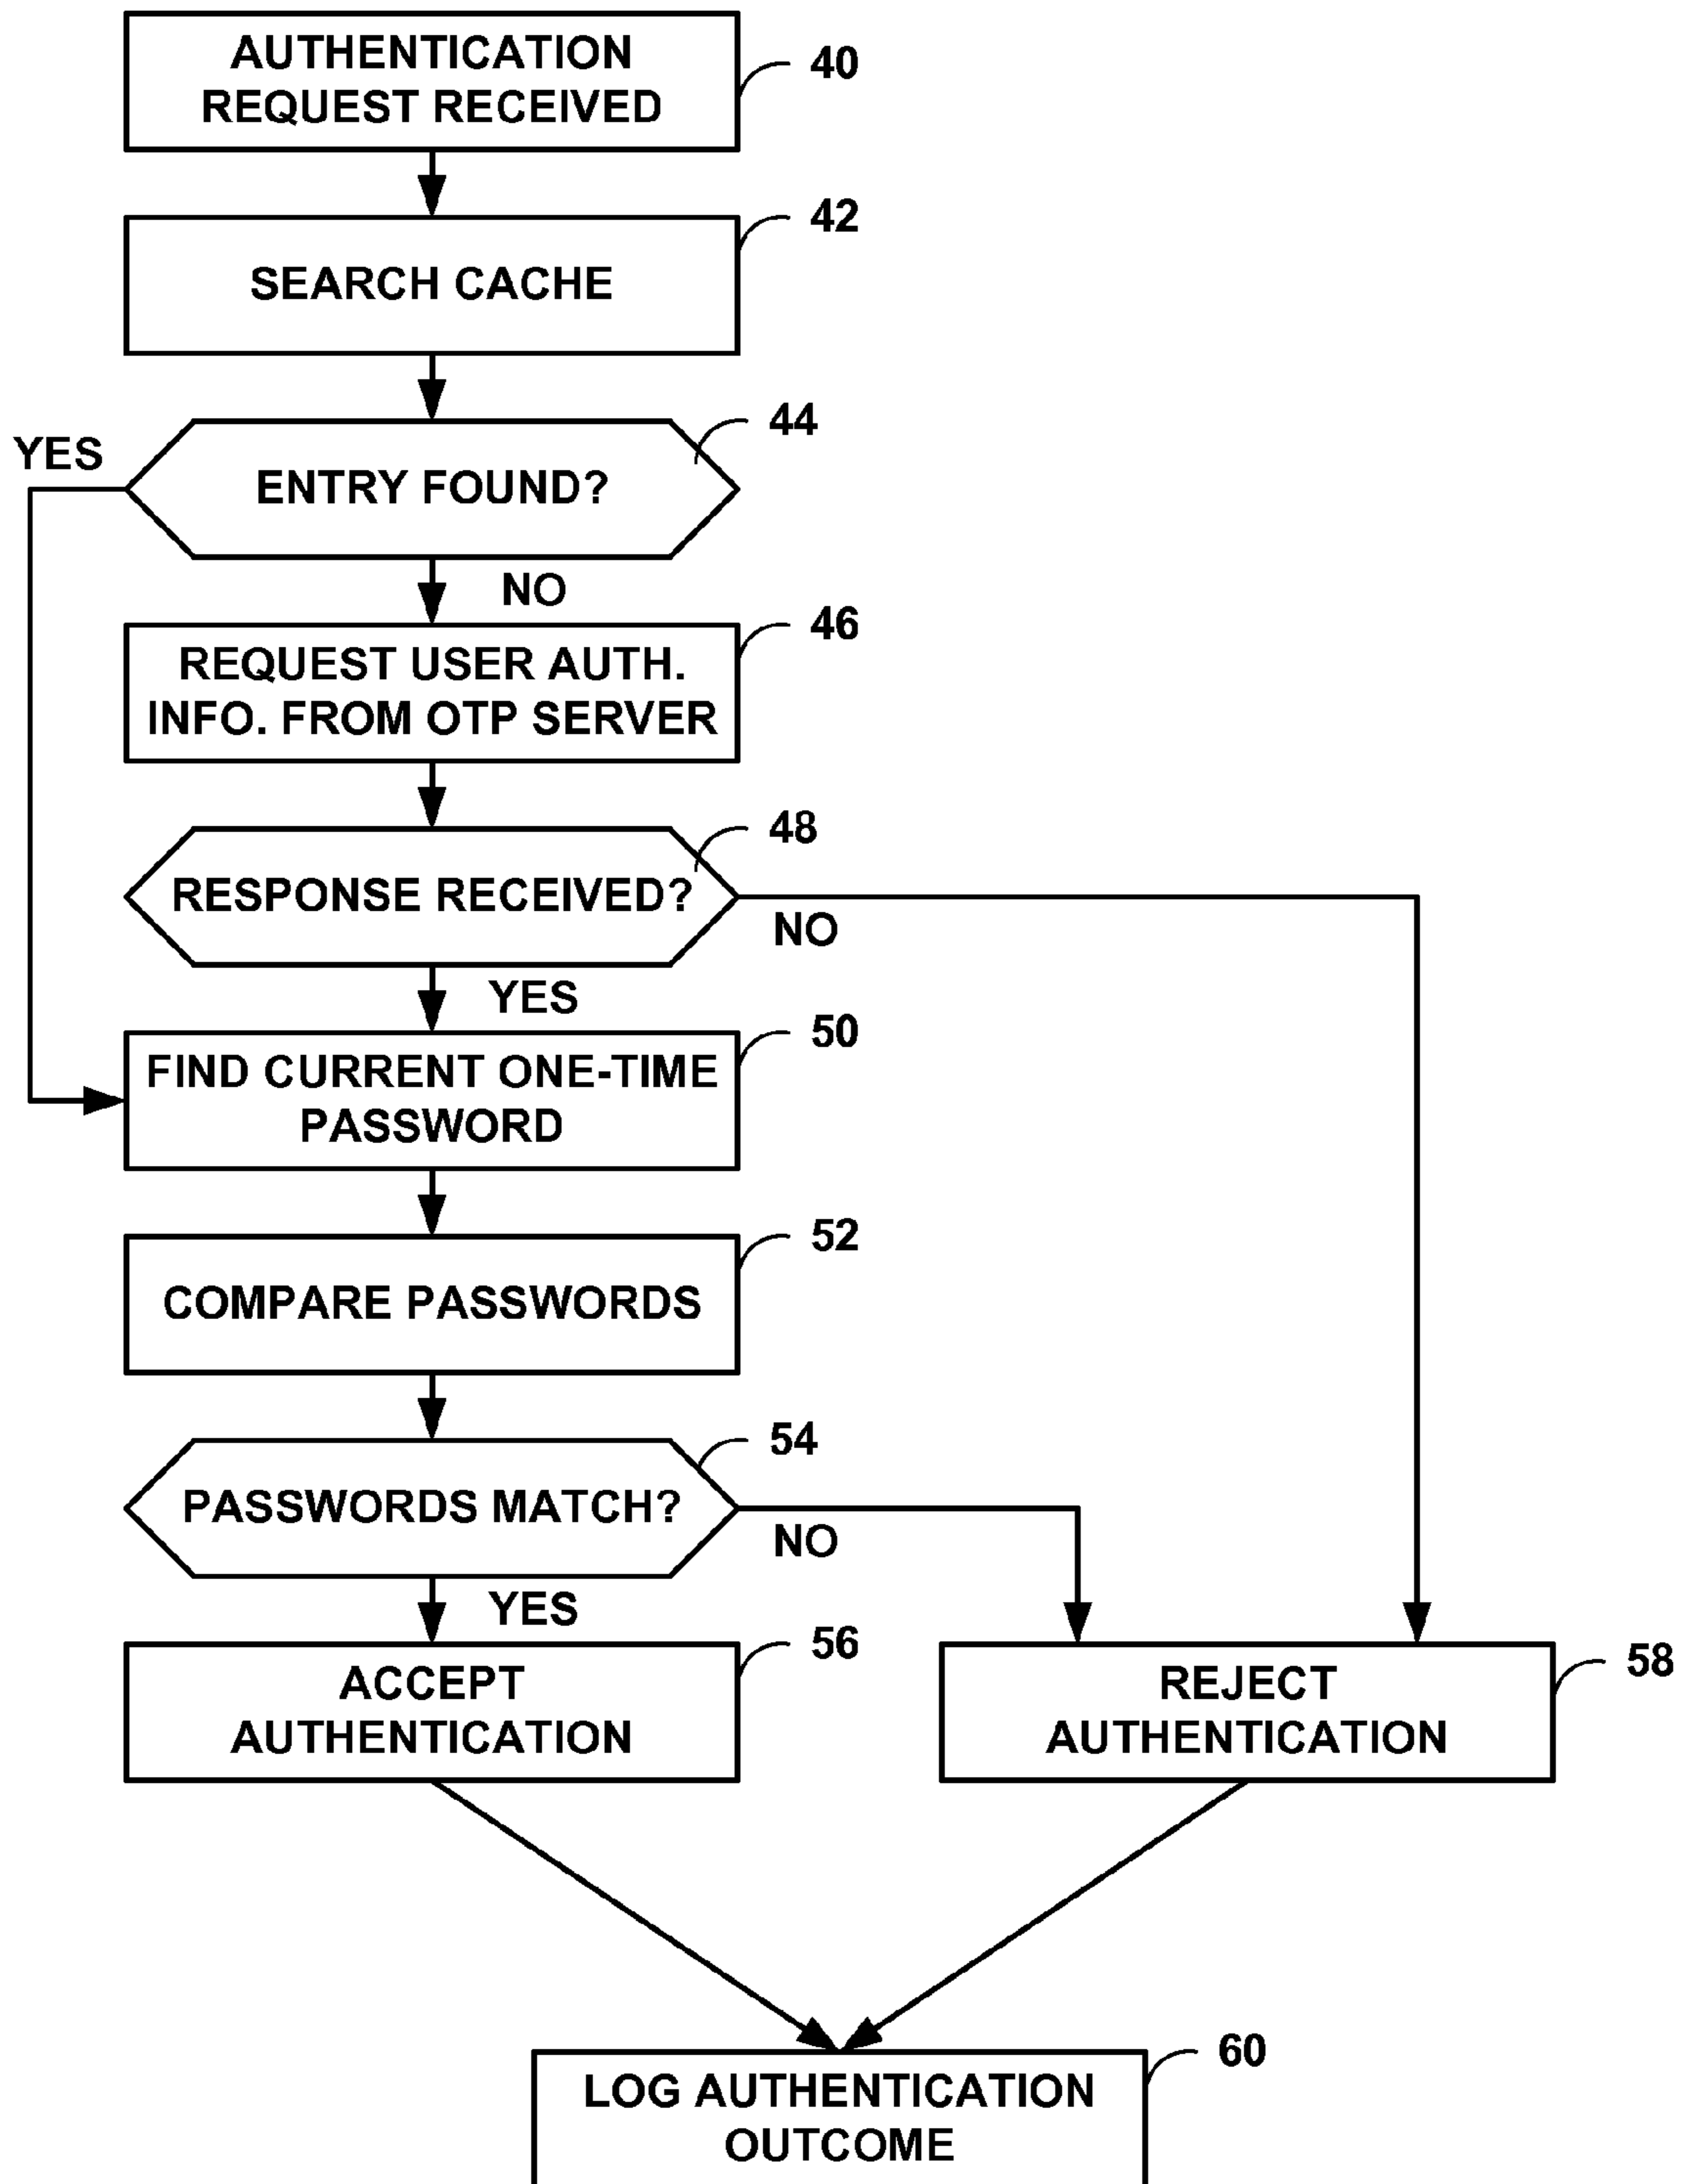 AUTHENTICATION
REQUEST RECEIVED
40
SEARCH CACHE
42
ENTRY FOUND?
44
YES
NO
REQUEST USER AUTH.
INFO. FROM OTP SERVER
46
RESPONSE RECEIVED?
48
NO
YES
FIND CURRENT ONE-TIME
PASSWORD
50
COMPARE PASSWORDS
52
PASSWORDS MATCH?
54
NO
YES
ACCEPT
AUTHENTICATION
56
REJECT
AUTHENTICATION
58
LOG AUTHENTICATION
OUTCOME
60